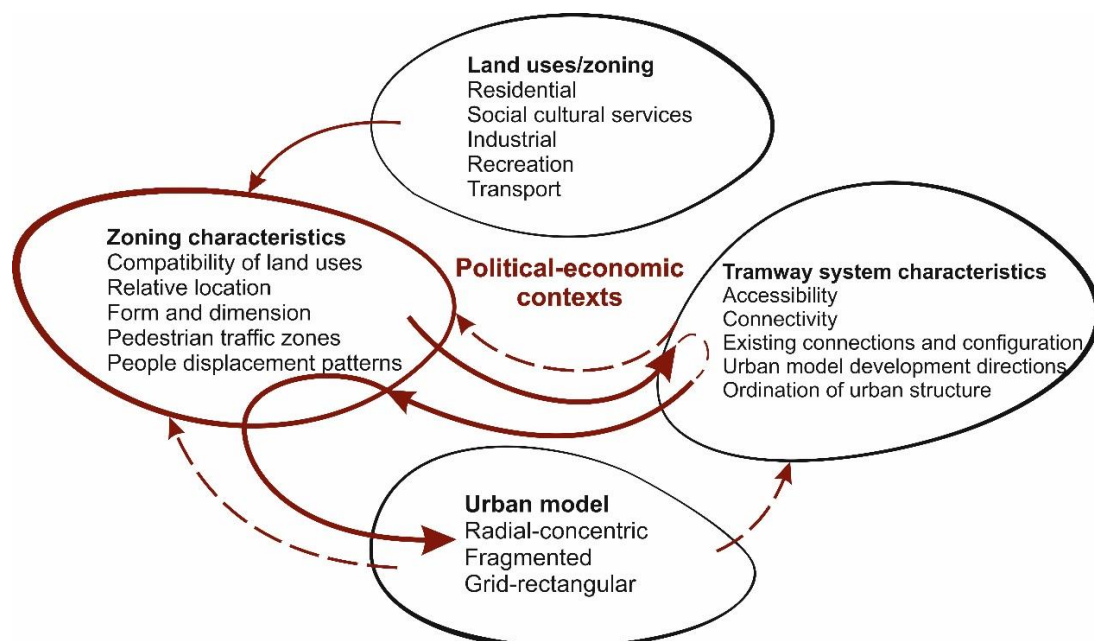 Land uses/zoning
Residential
Social cultural services
Industrial
Recreation
Transport
Zoning characteristics
Compatibility of land uses
Relative location
Form and dimension
Pedestrian traffic zones
People displacement patterns
Political-economic
contexts
Tramway system characteristics
Accessibility
Connectivity
Existing connections and configuration
Urban model development directions
Ordination of urban structure
Urban model
Radial-concentric
Fragmented
Grid-rectangular